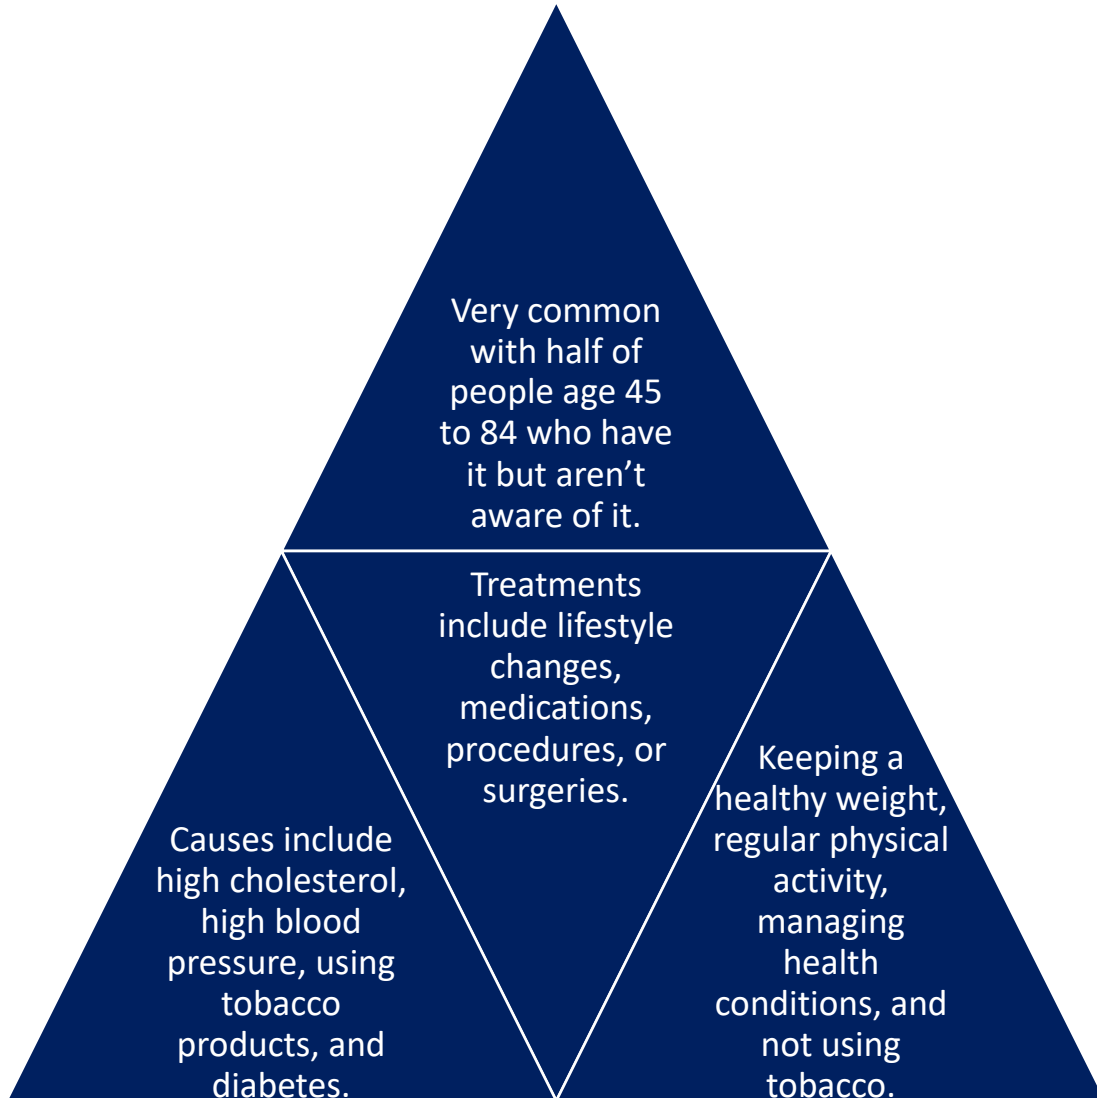 Very common
with half of
people age 45
to 84 who have
it but aren’t
aware of it.
Treatments
include lifestyle
changes,
medications,
procedures, or
surgeries.
Causes include
high cholesterol,
high blood
pressure, using
tobacco
products, and
diabetes.
Keeping a
healthy weight,
regular physical
activity,
managing
health
conditions, and
not using
tobacco.